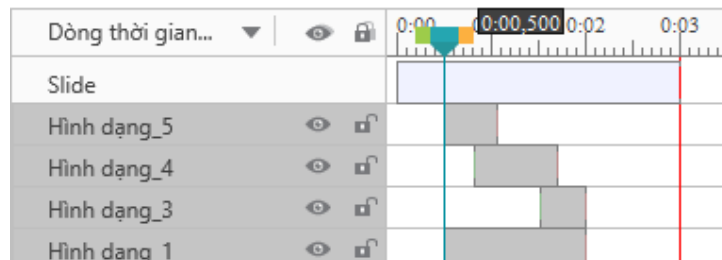 Dòng thời gian... 0:00 0:00,500 0:02 0:03
Slide
Hình dạng_5
Hình dạng_4
Hình dạng_3
Hình dạng_1